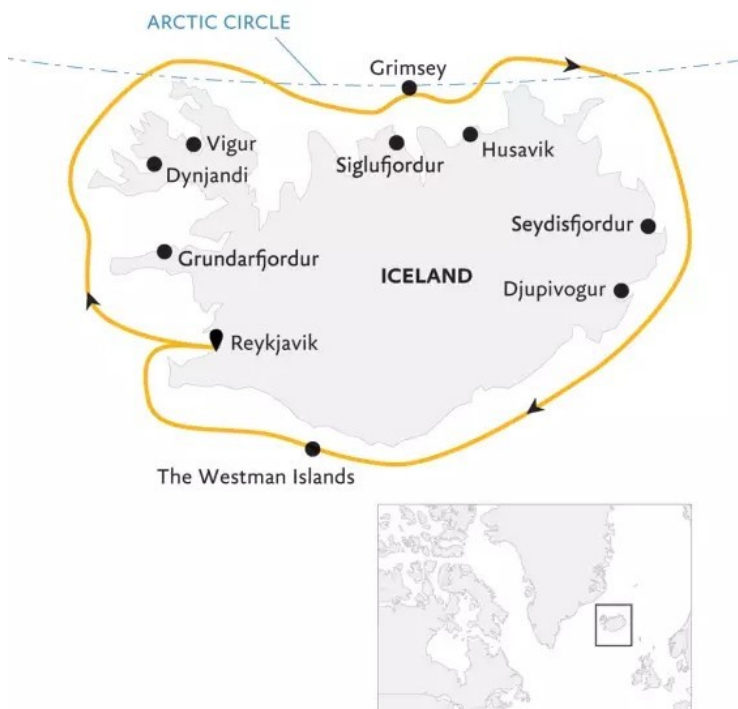 ARCTIC CIRCLE
Grimsey
Vigur
Dynjandi
Siglufjordur
Husavik
Grundarfjordur
Seydisfjordur
ICELAND
Djupivogur
Reykjavik
The Westman Islands